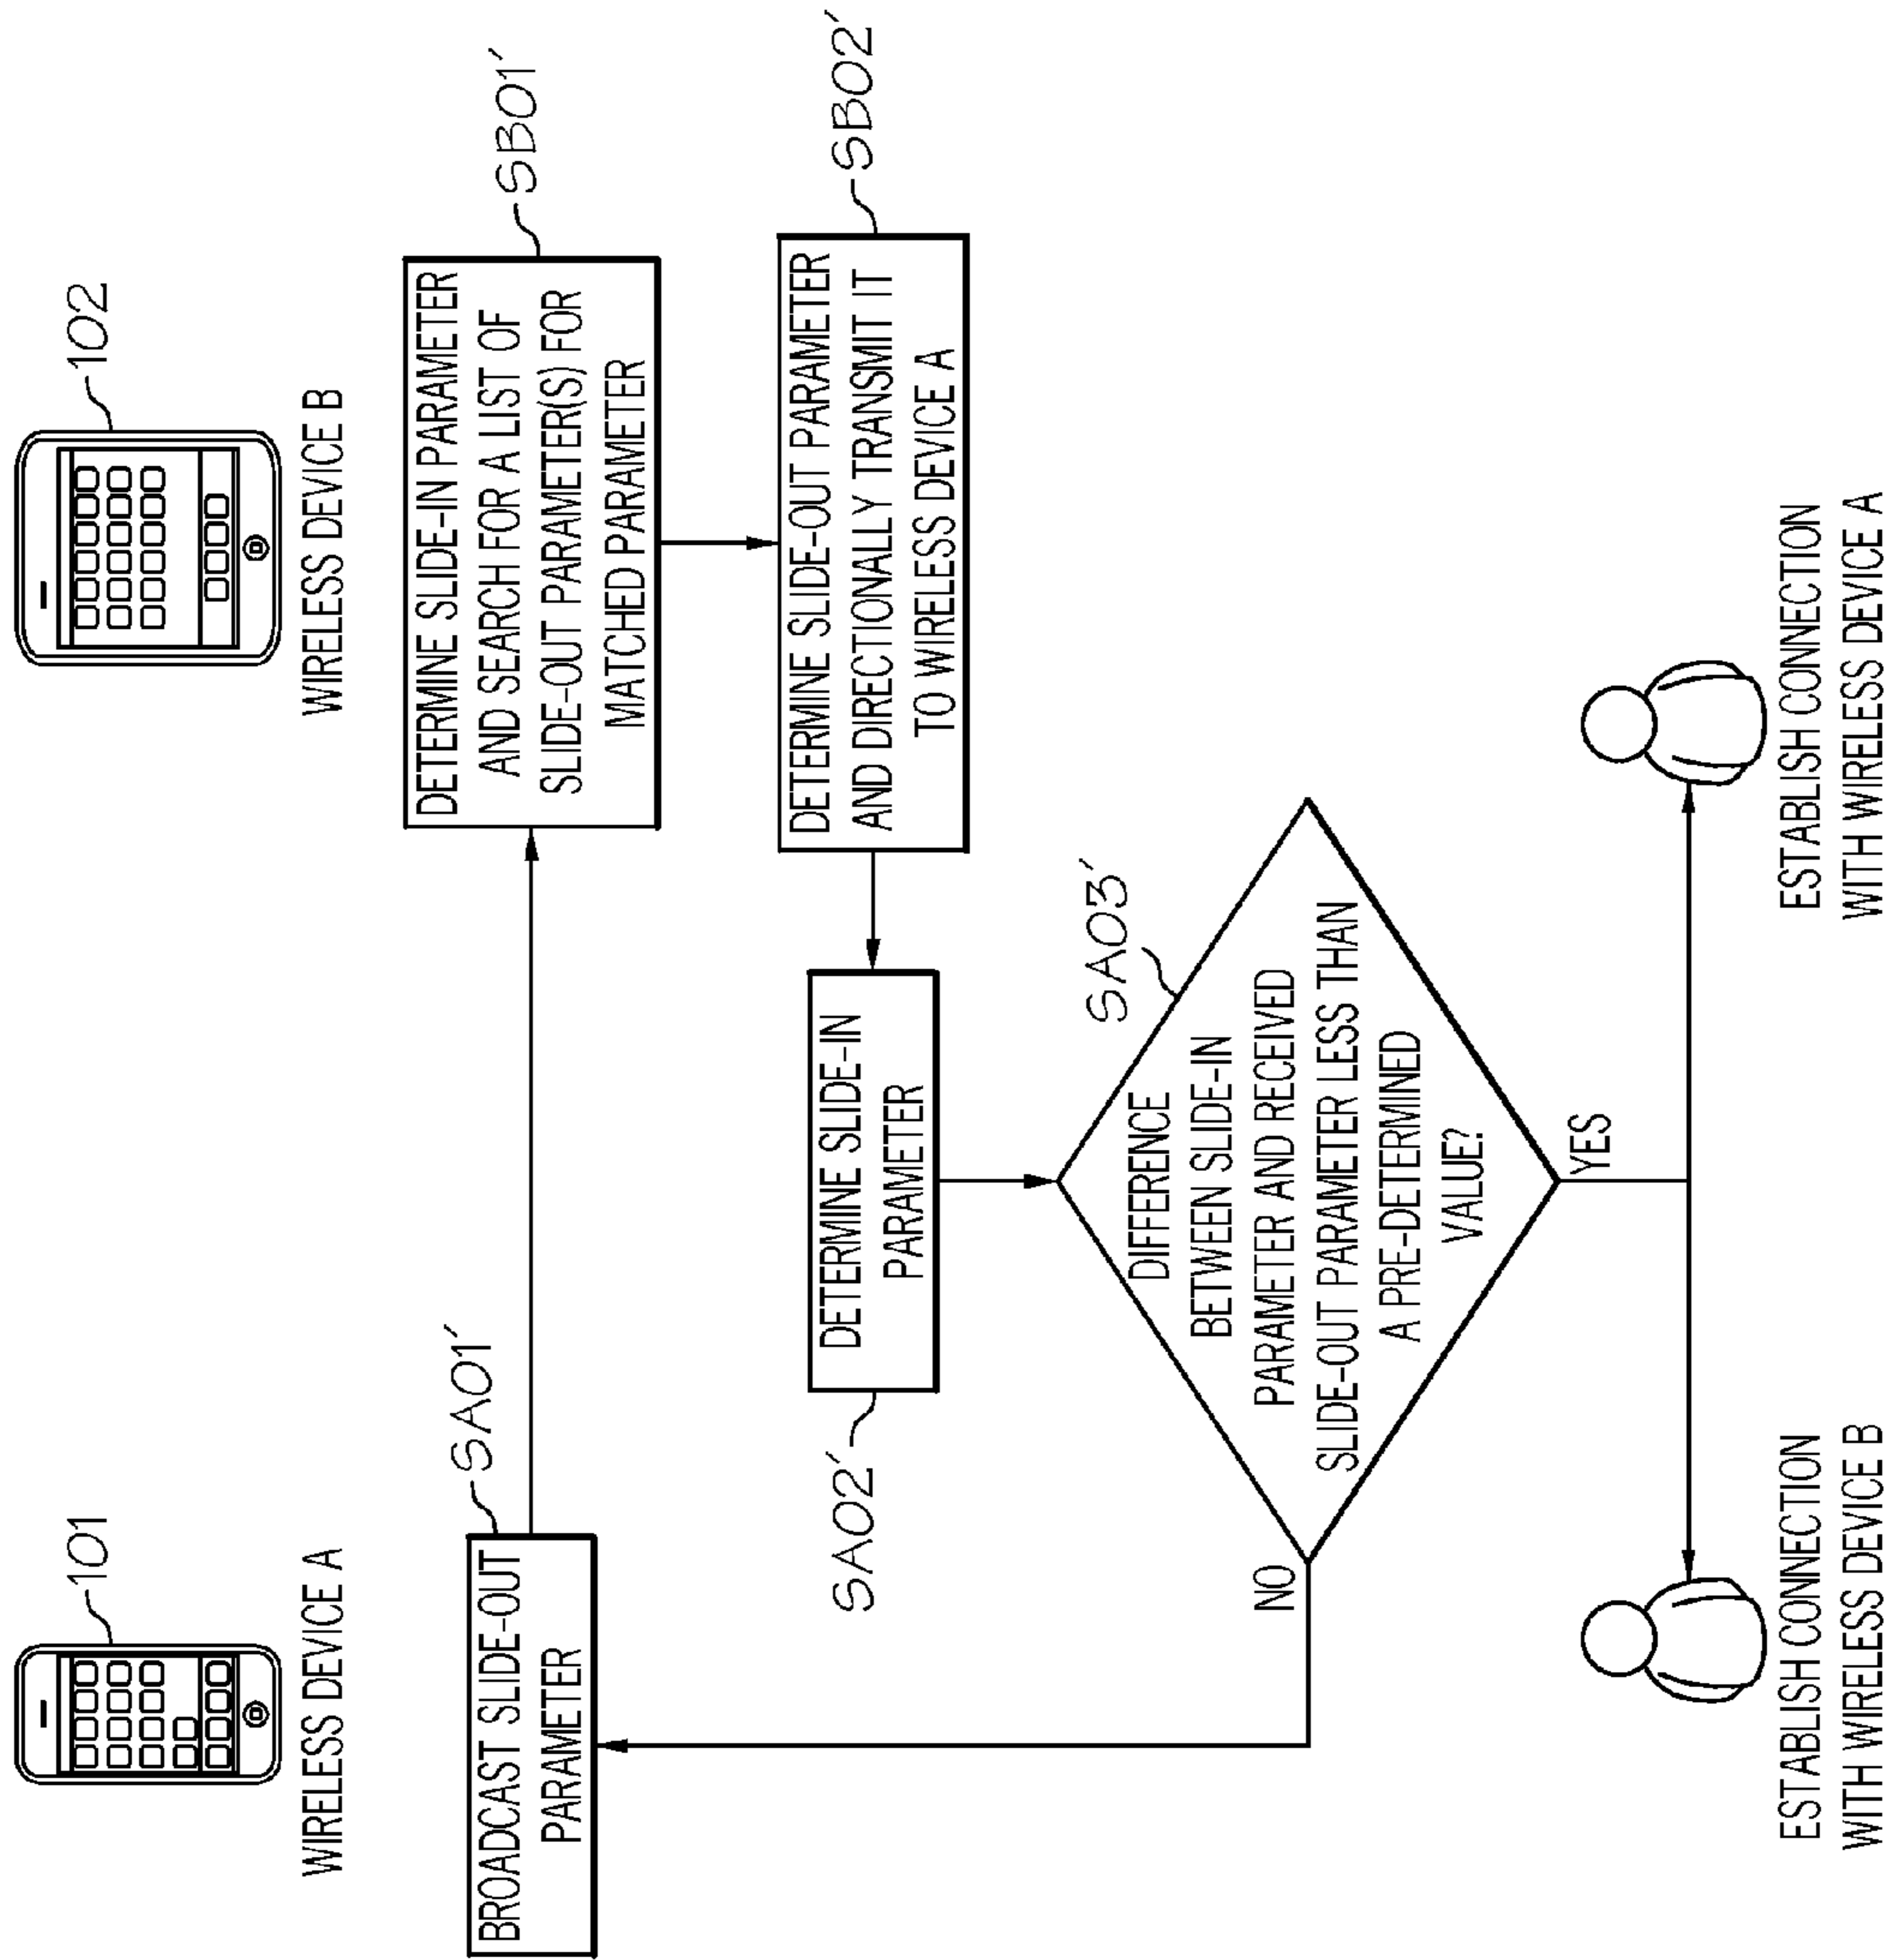 101
WIRELESS DEVICE A
102
WIRELESS DEVICE B
SA01'
BROADCAST SLIDE-OUT
PARAMETER
SB01'
DETERMINE SLIDE-IN PARAMETER
AND SEARCH FOR A LIST OF
SLIDE-OUT PARAMETER(S) FOR
MATCHED PARAMETER
SB02'
DETERMINE SLIDE-OUT PARAMETER
AND DIRECTIONALLY TRANSMIT IT
TO WIRELESS DEVICE A
SA02'
DETERMINE SLIDE-IN
PARAMETER
SA03'
DIFFERENCE
BETWEEN SLIDE-IN
PARAMETER AND RECEIVED
SLIDE-OUT PARAMETER LESS THAN
A PRE-DETERMINED
VALUE?
NO
YES
ESTABLISH CONNECTION
WITH WIRELESS DEVICE B
ESTABLISH CONNECTION
WITH WIRELESS DEVICE A